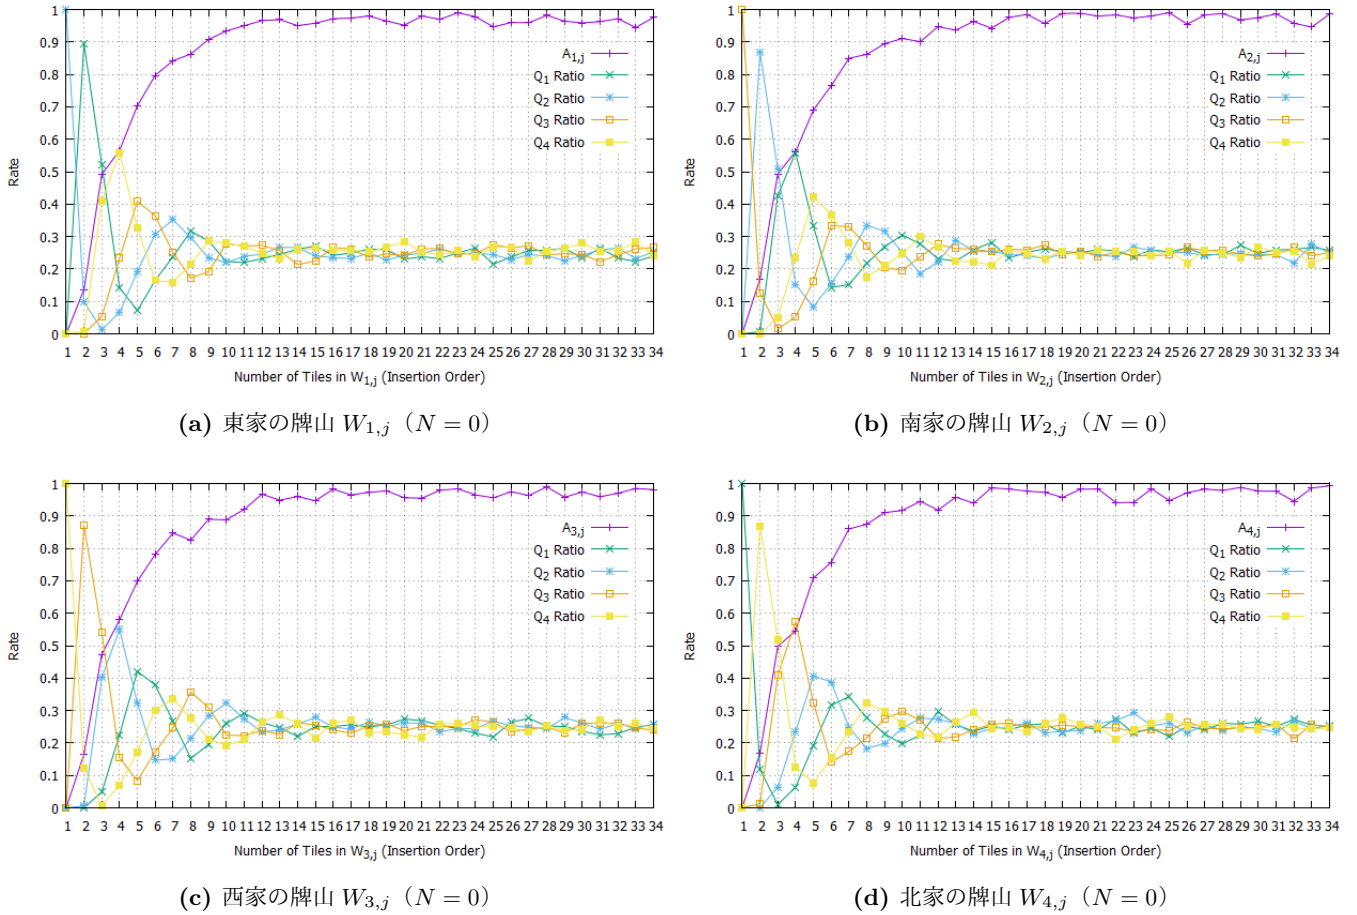 1
0.9
0.8
0.7
0.6
0.5
0.4
0.3
0.2
0.1
0
Rate
A1,j
Q1 Ratio
Q2 Ratio
Q3 Ratio
Q4 Ratio
1 2 3 4 5 6 7 8 9 10 11 12 13 14 15 16 17 18 19 20 21 22 23 24 25 26 27 28 29 30 31 32 33 34
Number of Tiles in W1,j (Insertion Order)
(a) 東家の牌山 W1,j（N = 0）
1
0.9
0.8
0.7
0.6
0.5
0.4
0.3
0.2
0.1
0
Rate
A2,j
Q1 Ratio
Q2 Ratio
Q3 Ratio
Q4 Ratio
1 2 3 4 5 6 7 8 9 10 11 12 13 14 15 16 17 18 19 20 21 22 23 24 25 26 27 28 29 30 31 32 33 34
Number of Tiles in W2,j (Insertion Order)
(b) 南家の牌山 W2,j（N = 0）
1
0.9
0.8
0.7
0.6
0.5
0.4
0.3
0.2
0.1
0
Rate
A3,j
Q1 Ratio
Q2 Ratio
Q3 Ratio
Q4 Ratio
1 2 3 4 5 6 7 8 9 10 11 12 13 14 15 16 17 18 19 20 21 22 23 24 25 26 27 28 29 30 31 32 33 34
Number of Tiles in W3,j (Insertion Order)
(c) 西家の牌山 W3,j（N = 0）
1
0.9
0.8
0.7
0.6
0.5
0.4
0.3
0.2
0.1
0
Rate
A4,j
Q1 Ratio
Q2 Ratio
Q3 Ratio
Q4 Ratio
1 2 3 4 5 6 7 8 9 10 11 12 13 14 15 16 17 18 19 20 21 22 23 24 25 26 27 28 29 30 31 32 33 34
Number of Tiles in W4,j (Insertion Order)
(d) 北家の牌山 W4,j（N = 0）